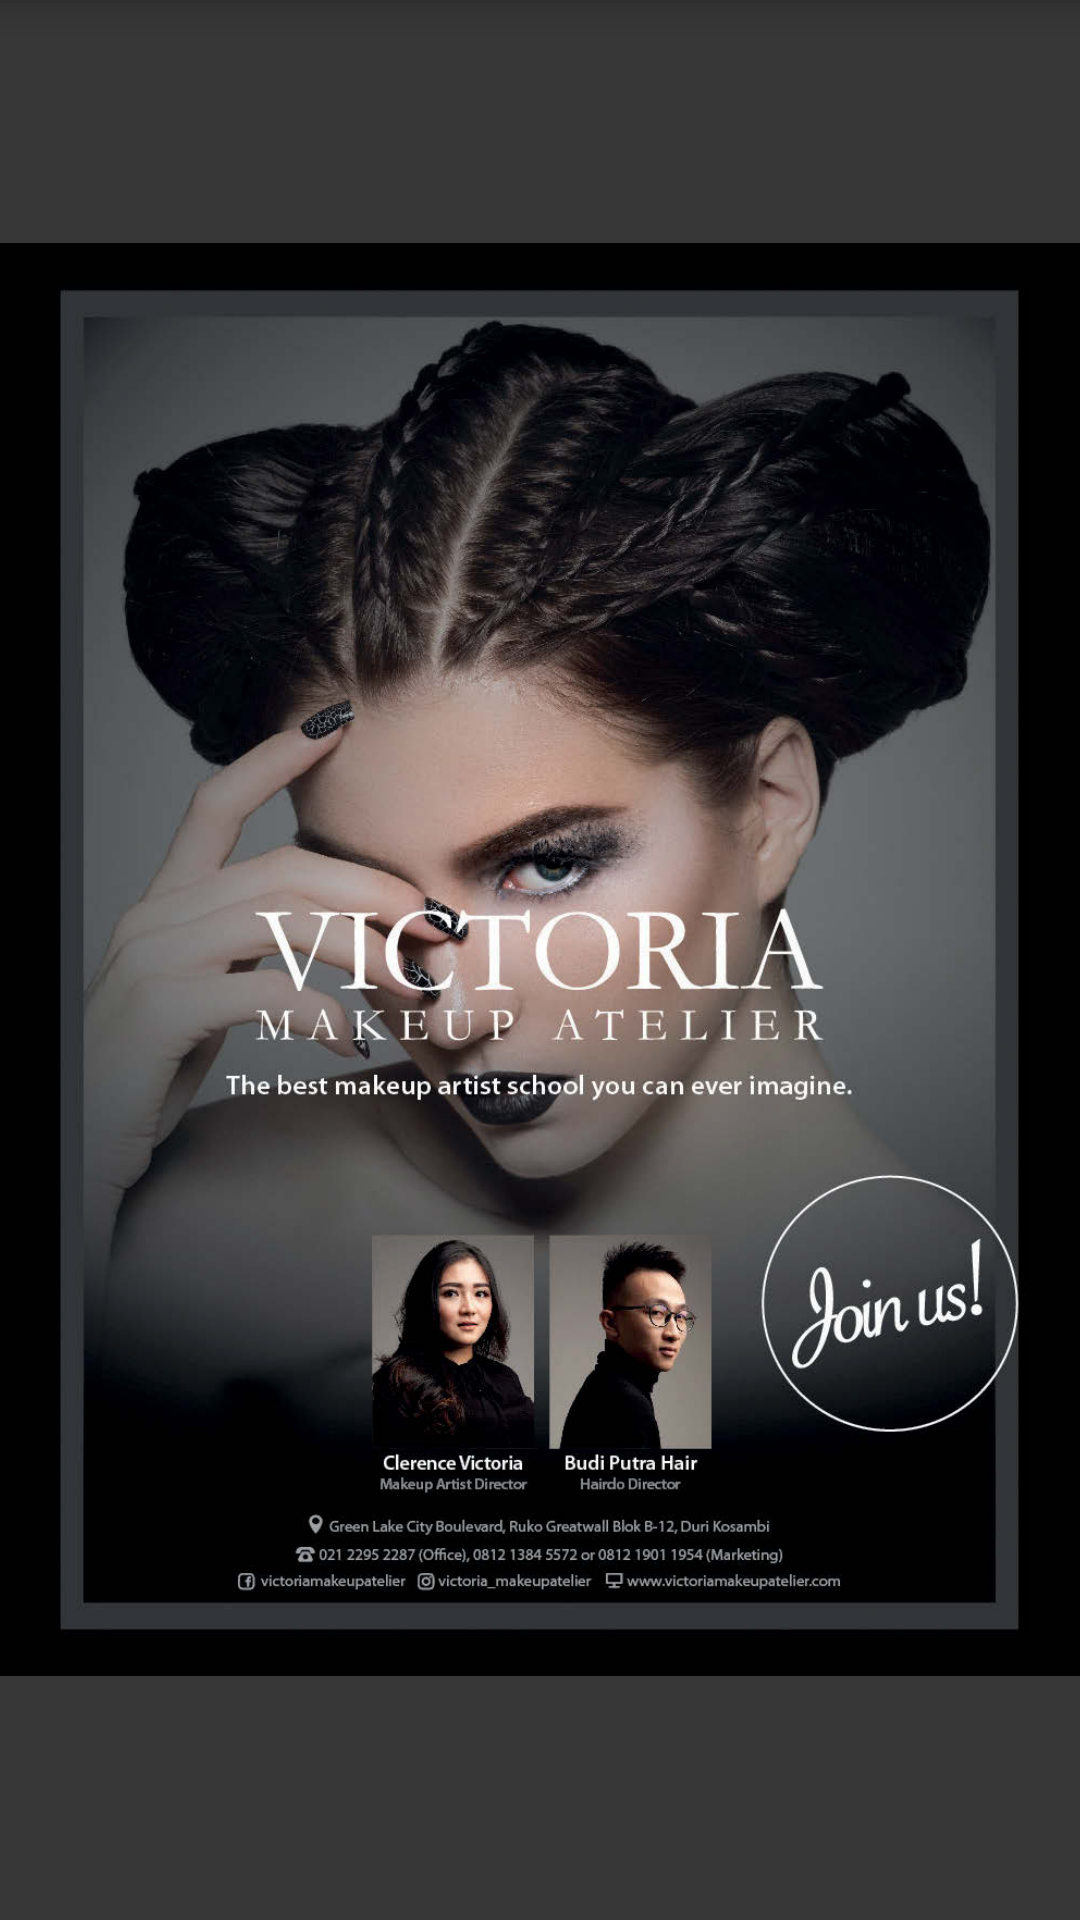 VICTORIA
MAKEUP ATELIER
The best makeup artist school you can ever imagine.
Join us!
Clerence Victoria
Makeup Artist Director
Budi Putra Hair
Hairdo Director
Green Lake City Boulevard, Ruko Greatwall Blok B-12, Duri Kosambi
021 2295 2287 (Office), 0812 1384 5572 or 0812 1901 1954 (Marketing)
victoriamakeupatelier victoria_makeupatelier www.victoriamakeupatelier.com